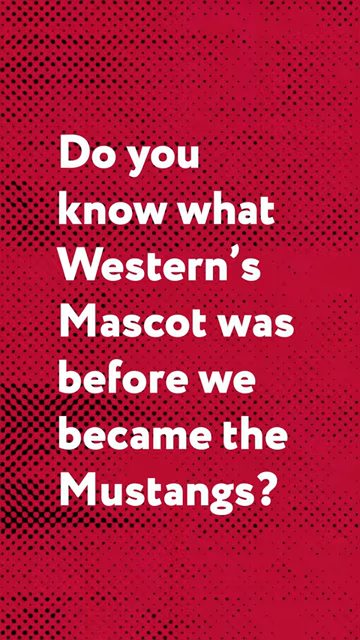 Do you
know what
Western's
Mascot was
before we
became the
Mustangs?